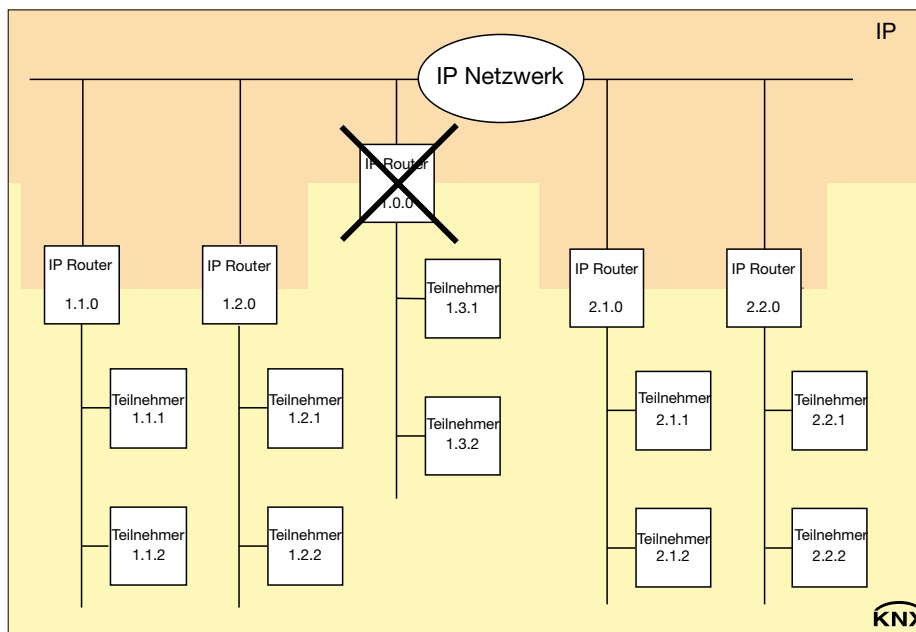 IP
IP Netzwerk
IP Router
1.0.0
IP Router
1.1.0
IP Router
1.2.0
IP Router
2.1.0
IP Router
2.2.0
Teilnehmer
1.3.1
Teilnehmer
1.1.1
Teilnehmer
1.2.1
Teilnehmer
2.1.1
Teilnehmer
2.2.1
Teilnehmer
1.3.2
Teilnehmer
1.1.2
Teilnehmer
1.2.2
Teilnehmer
2.1.2
Teilnehmer
2.2.2
KNX